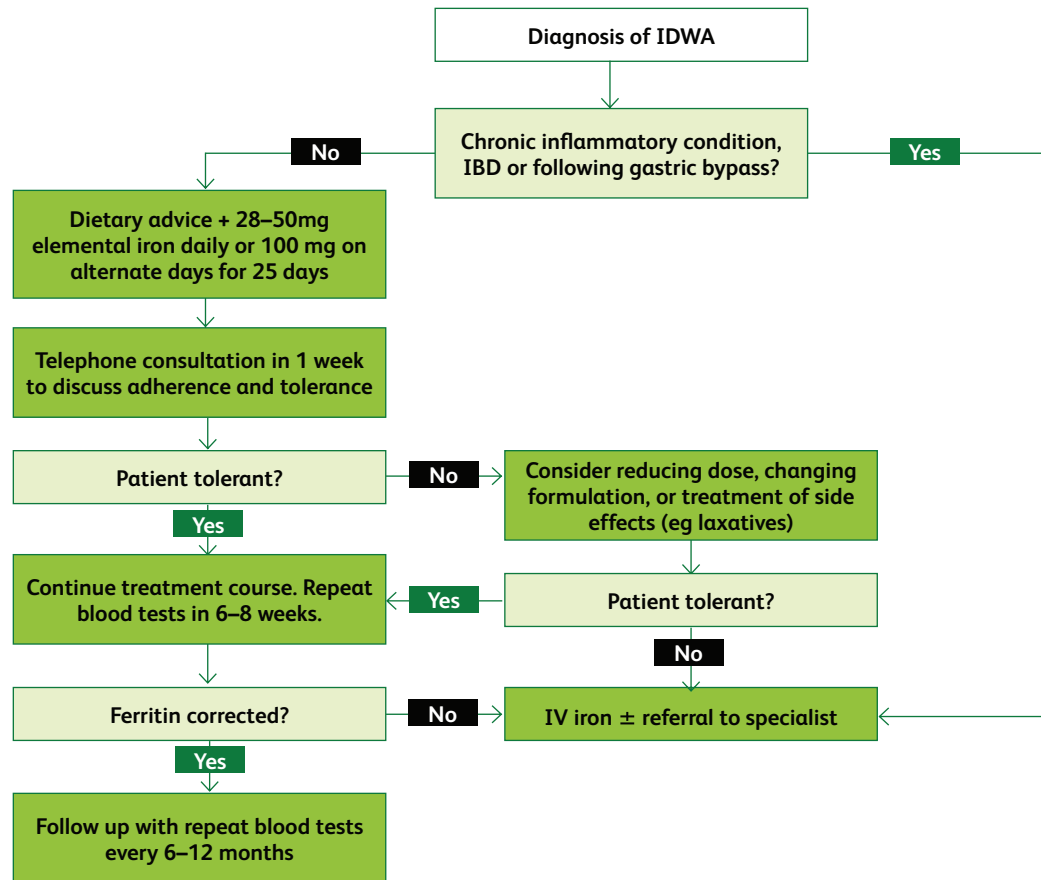 Diagnosis of IDWA
Chronic inflammatory condition,
IBD or following gastric bypass?
No
Yes
Dietary advice + 28–50mg
elemental iron daily or 100 mg on
alternate days for 25 days
Telephone consultation in 1 week
to discuss adherence and tolerance
Patient tolerant?
No
Consider reducing dose, changing
formulation, or treatment of side
effects (eg laxatives)
Yes
Continue treatment course. Repeat
blood tests in 6–8 weeks.
Yes
Patient tolerant?
No
Ferritin corrected?
No
IV iron ± referral to specialist
Yes
Follow up with repeat blood tests
every 6–12 months